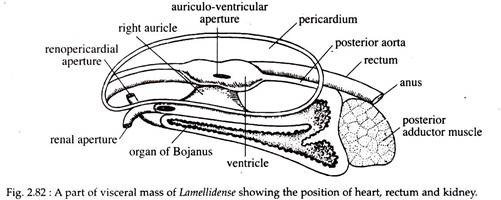 auriculo-ventricular
aperture
right auricle
pericardium
renopericardial
aperture
posterior aorta
rectum
anus
renal aperture
organ of Bojanus
ventricle
posterior
adductor muscle
Fig. 2.82 : A part of visceral mass of Lamellidense showing the position of heart, rectum and kidney.